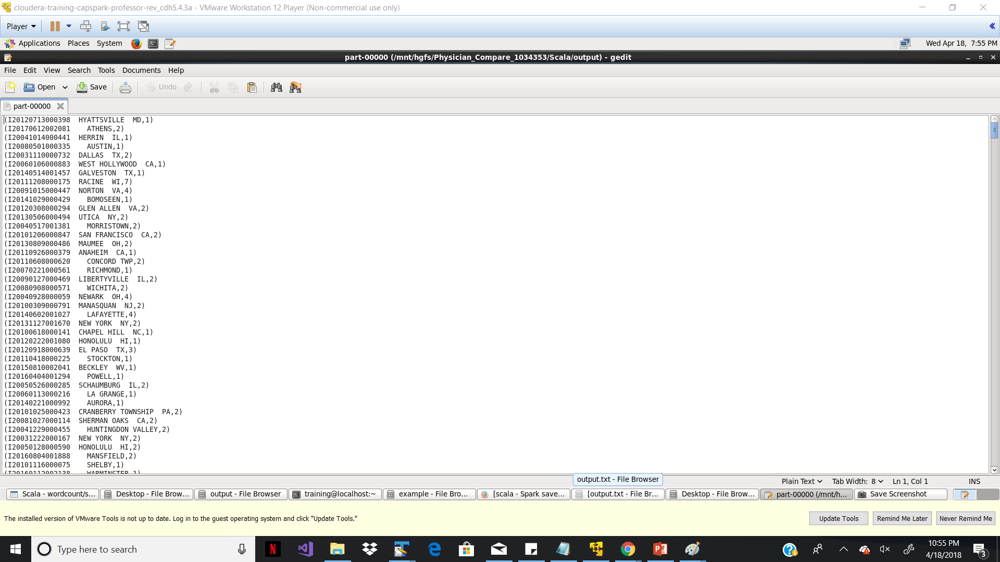 cloudera-training-capspark-professor-rev_cdh5.4.3a - VMware Workstation 12 Player (Non-commercial use only)
Player
Applications Places System Wed Apr 18, 7:55 PM
part-00000 (/mnt/hgfs/Physician_Compare_1034353/Scala/output) - gedit
File Edit View Search Tools Documents Help
Open Save Undo
part-00000
(I20120713000398  HYATTSVILLE  MD,1)
(I20170612002081    ATHENS,2)
(I20041014000441  HERRIN  IL,1)
(I20080501000335    AUSTIN,1)
(I20031110000732  DALLAS  TX,2)
(I20060106000883  WEST HOLLYWOOD  CA,1)
(I20140514001457  GALVESTON  TX,1)
(I20111208000175  RACINE  WI,7)
(I20091015000447  NORTON  VA,4)
(I20141029000429    BOMOSEEN,1)
(I20120308000294  GLEN ALLEN  VA,2)
(I20130506000494  UTICA  NY,2)
(I20040517001381    MORRISTOWN,2)
(I20101206000847  SAN FRANCISCO  CA,2)
(I20130809000486  MAUMEE  OH,2)
(I20110926000379  ANAHEIM  CA,1)
(I20110608000620    CONCORD TWP,2)
(I20070221000561    RICHMOND,1)
(I20090127000469  LIBERTYVILLE  IL,2)
(I20080908000571    WICHITA,2)
(I20040928000059  NEWARK  OH,4)
(I20100309000791  MANASQUAN  NJ,2)
(I20140602001027    LAFAYETTE,4)
(I20131127001670  NEW YORK  NY,2)
(I20100618000141  CHAPEL HILL  NC,1)
(I20120222001080  HONOLULU  HI,1)
(I20120918000639  EL PASO  TX,3)
(I20110418000225    STOCKTON,1)
(I20150810002041  BECKLEY  WV,1)
(I20160404001294    POWELL,1)
(I20050526000285  SCHAUMBURG  IL,2)
(I20060113000216    LA GRANGE,1)
(I20140221000992    AURORA,1)
(I20101025000423  CRANBERRY TOWNSHIP  PA,2)
(I20081027000114  SHERMAN OAKS  CA,2)
(I20041229000455    HUNTINGDON VALLEY,2)
(I20031222000167  NEW YORK  NY,2)
(I20050128000590  HONOLULU  HI,2)
(I20160804001888    MANSFIELD,2)
(I20101116000075    SHELBY,1)
(I20160112002138    WARMINSTER,1)
output.txt - File Browser
Plain Text Tab Width: 8 Ln 1, Col 1 INS
Scala - wordcount/s... Desktop - File Brow... output - File Browser training@localhost:~ example - File Bro... [scala - Spark save... [output.txt - File Br... Desktop - File Brow... part-00000 (/mnt/h... Save Screenshot
The installed version of VMware Tools is not up to date. Log in to the guest operating system and click "Update Tools."
Update Tools Remind Me Later Never Remind Me
Type here to search
10:55 PM
4/18/2018
3